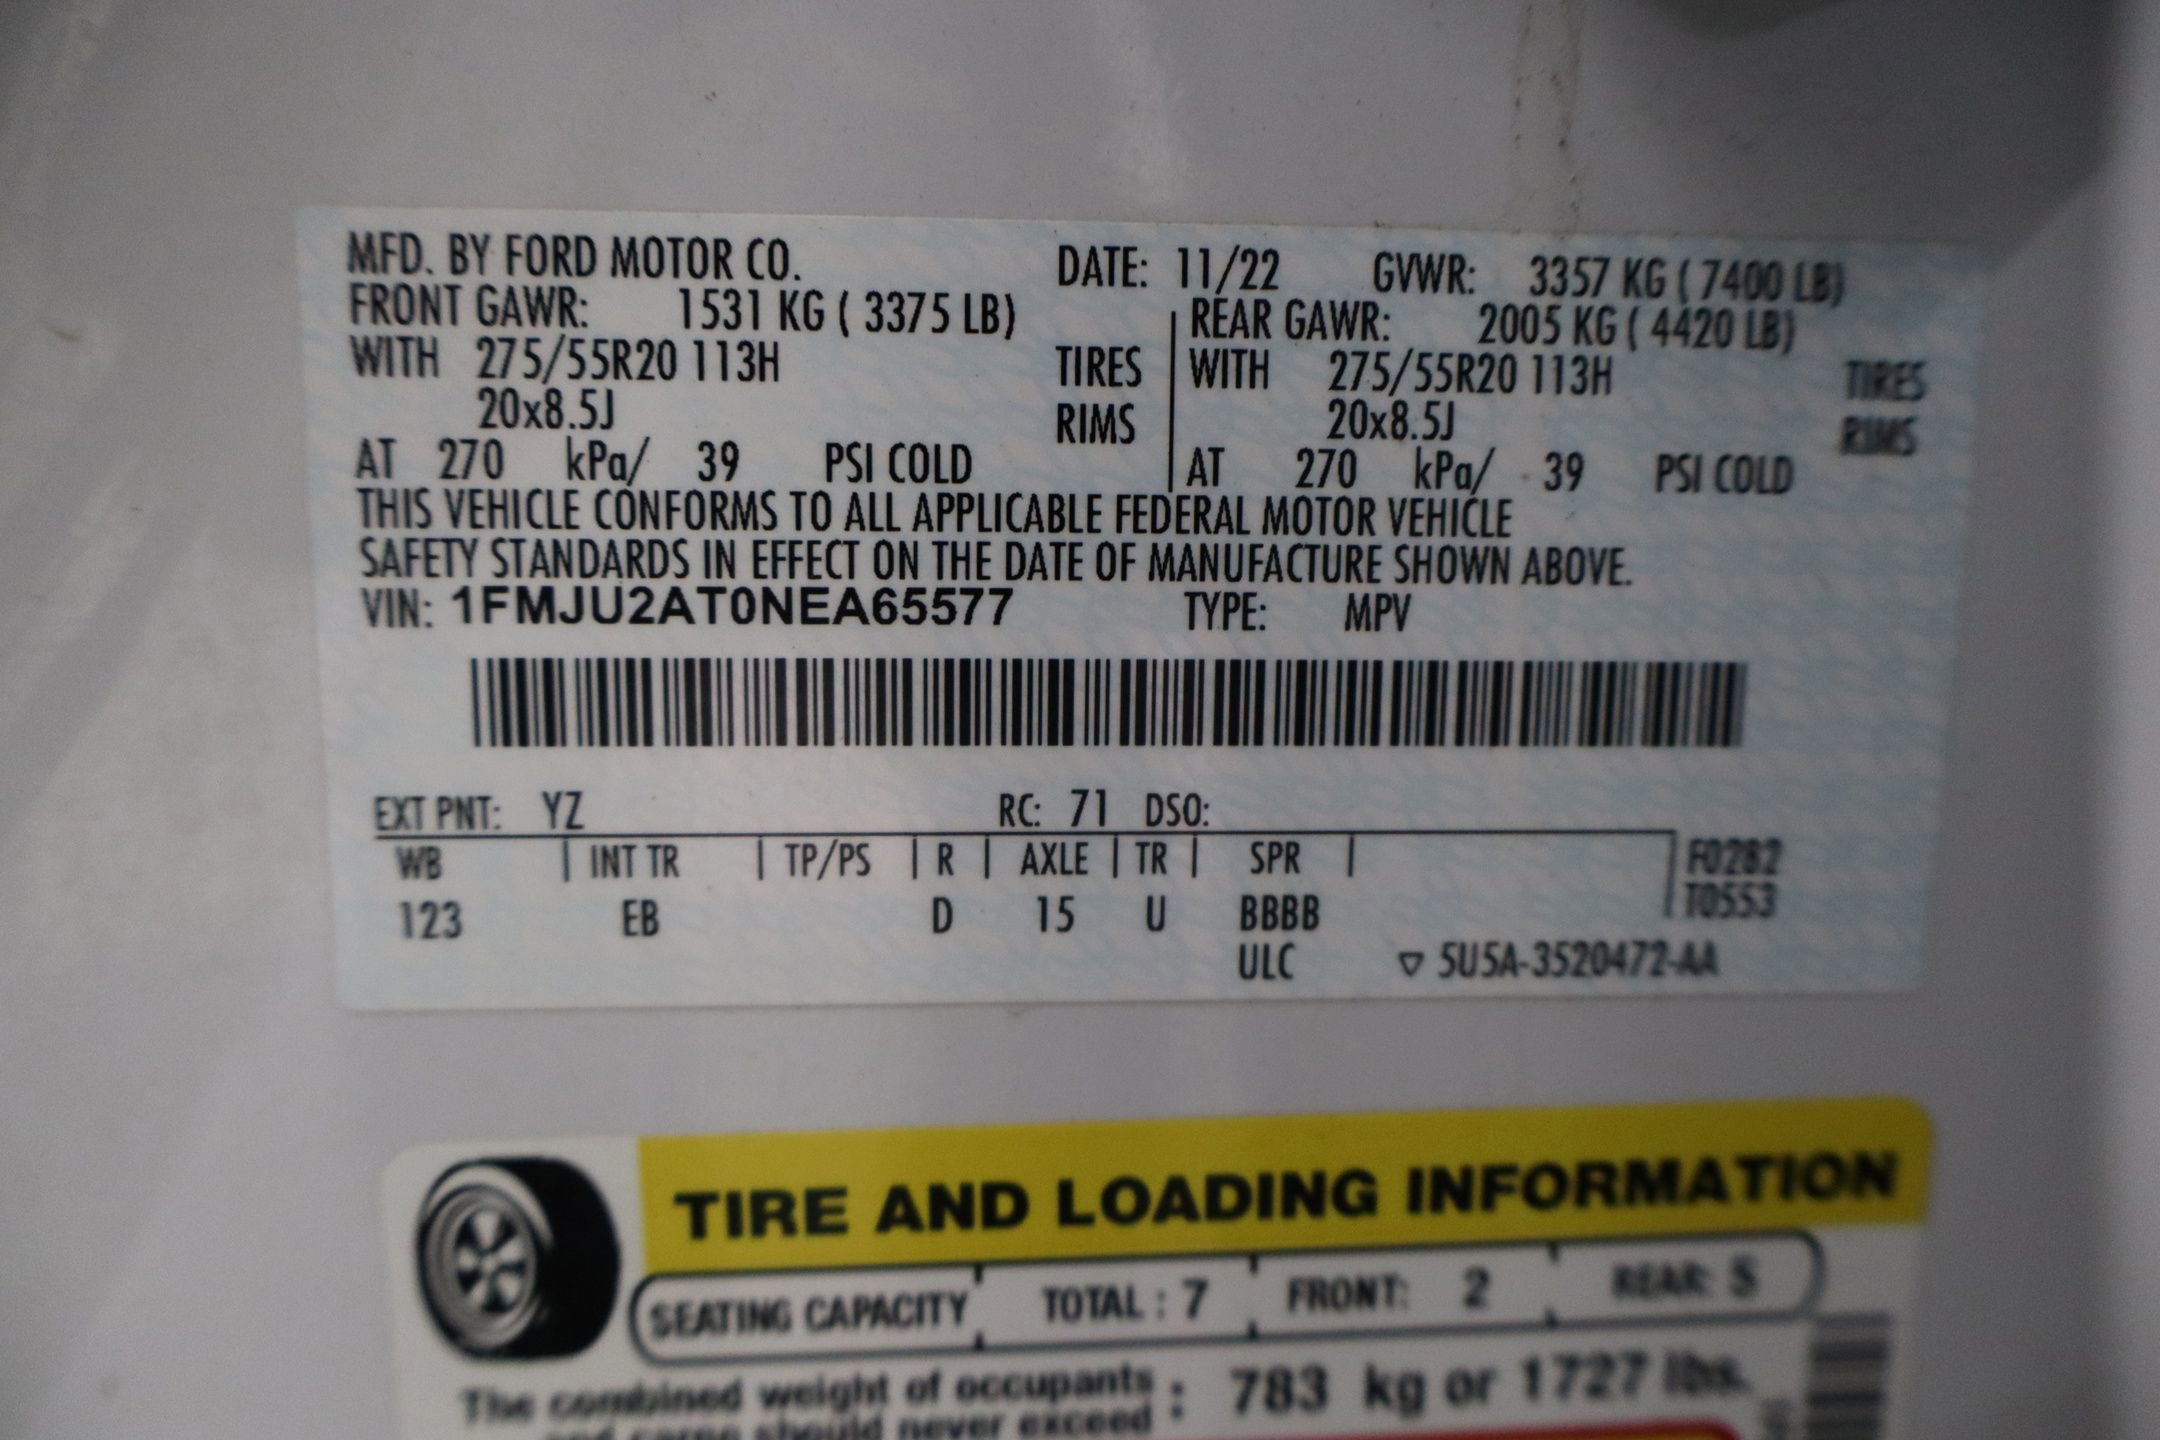 MFD. BY FORD MOTOR CO. DATE: 11/22 GVWR: 3357 KG ( 7400 LB)
FRONT GAWR: 1531 KG ( 3375 LB) REAR GAWR: 2005 KG ( 4420 LB)
WITH 275/55R20 113H TIRES WITH 275/55R20 113H TIRES
20x8.5J RIMS 20x8.5J RIMS
AT 270 kPa/ 39 PSI COLD AT 270 kPa/ 39 PSI COLD
THIS VEHICLE CONFORMS TO ALL APPLICABLE FEDERAL MOTOR VEHICLE
SAFETY STANDARDS IN EFFECT ON THE DATE OF MANUFACTURE SHOWN ABOVE.
VIN: 1FMJU2AT0NEA65577 TYPE: MPV
EXT PNT: YZ RC: 71 DSO:
WB | INT TR | TP/PS | R | AXLE | TR | SPR | F0282
T0553
123 EB D 15 U BBBB
ULC ▽ 5U5A-3520472-AA
TIRE AND LOADING INFORMATION
SEATING CAPACITY TOTAL : 7 FRONT: 2 REAR: 5
The combined weight of occupants : 783 kg or 1727 lbs.
and cargo should never exceed